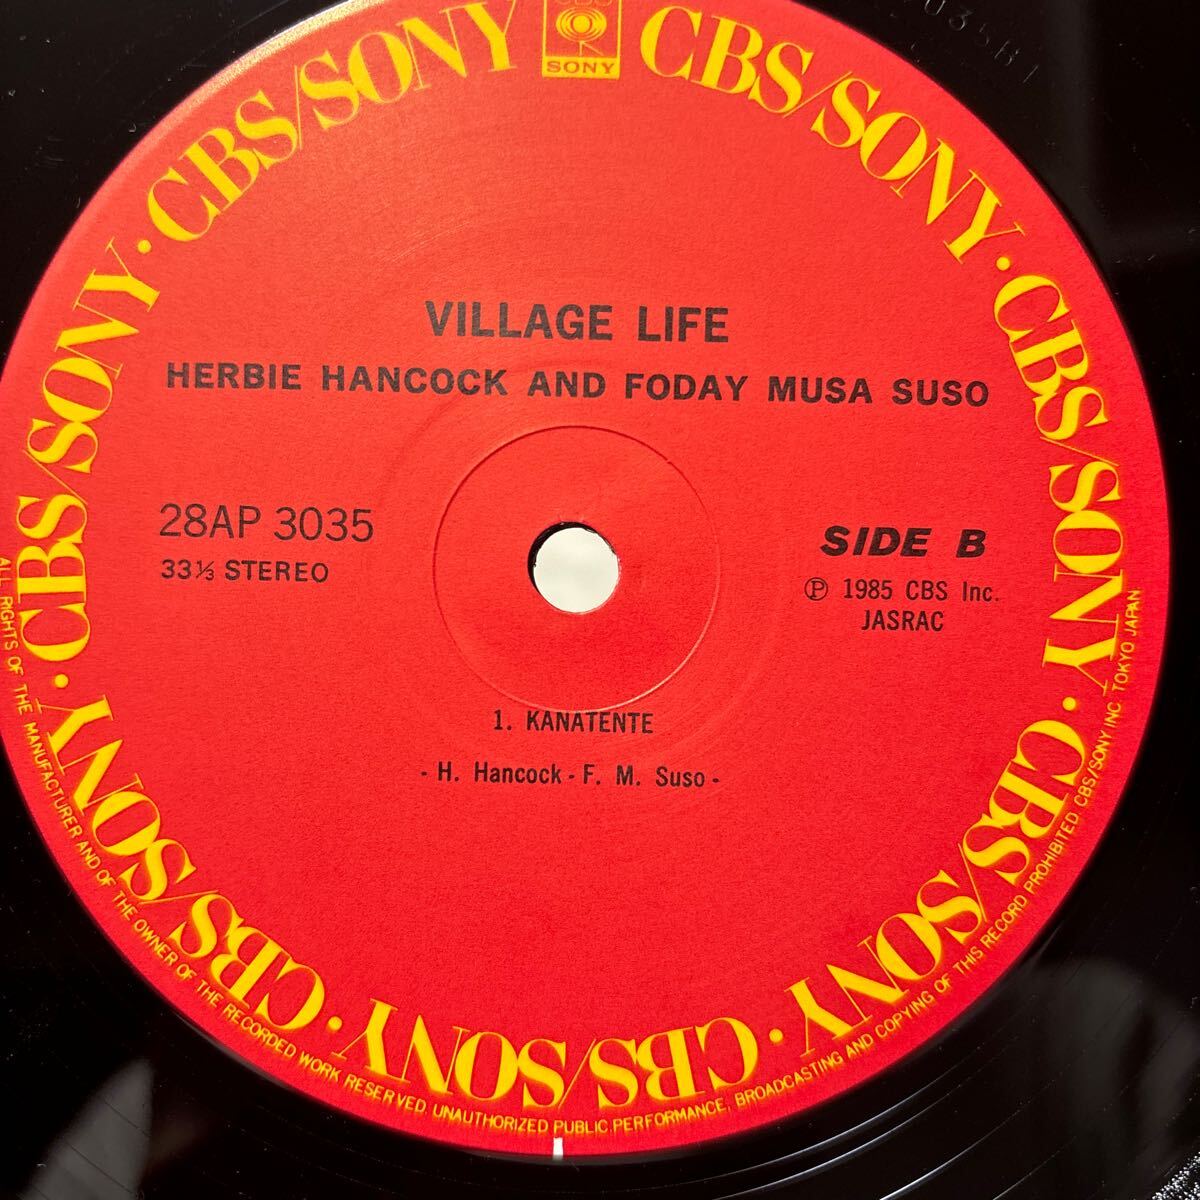 SONY
CBS/SONY · CBS/SONY · CBS/SONY · CBS/SONY · CBS/SONY · CBS/SONY · CBS/SONY · CBS/SONY · CBS/SONY
VILLAGE LIFE
HERBIE HANCOCK AND FODAY MUSA SUSO
28AP 3035
33⅓ STEREO
SIDE B
Ⓟ 1985 CBS Inc.
JASRAC
1. KANATENTE
- H. Hancock - F. M. Suso -
ALL RIGHTS OF THE MANUFACTURER AND OF THE OWNER OF THE RECORDED WORK RESERVED. UNAUTHORIZED PUBLIC PERFORMANCE, BROADCASTING AND COPYING OF THIS RECORD PROHIBITED CBS/SONY INC. TOKYO JAPAN